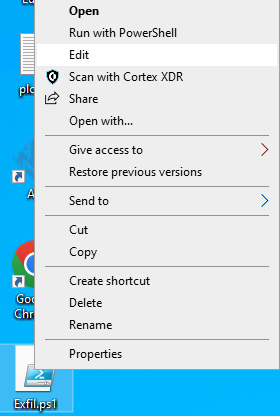 Open
Run with PowerShell
Edit
Scan with Cortex XDR
Share
Open with...
Give access to
Restore previous versions
Send to
Cut
Copy
Create shortcut
Delete
Rename
Properties
plc
A
Goo
Chr
Exfil.ps1